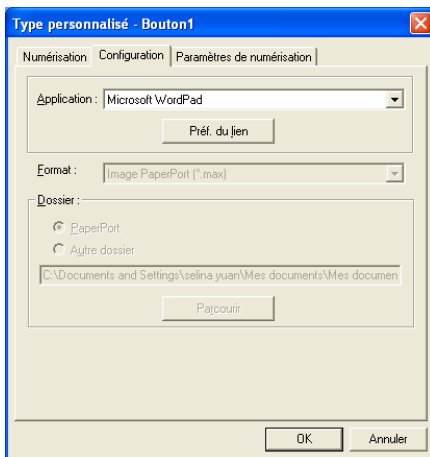 Type personnalisé - Bouton1
Numérisation Configuration Paramètres de numérisation
Application : Microsoft WordPad
Préf. du lien
Format : Image PaperPort (*.max)
Dossier :
PaperPort
Autre dossier
C:\Documents and Settings\selina yuan\Mes documents\Mes documen
Parcourir
OK Annuler